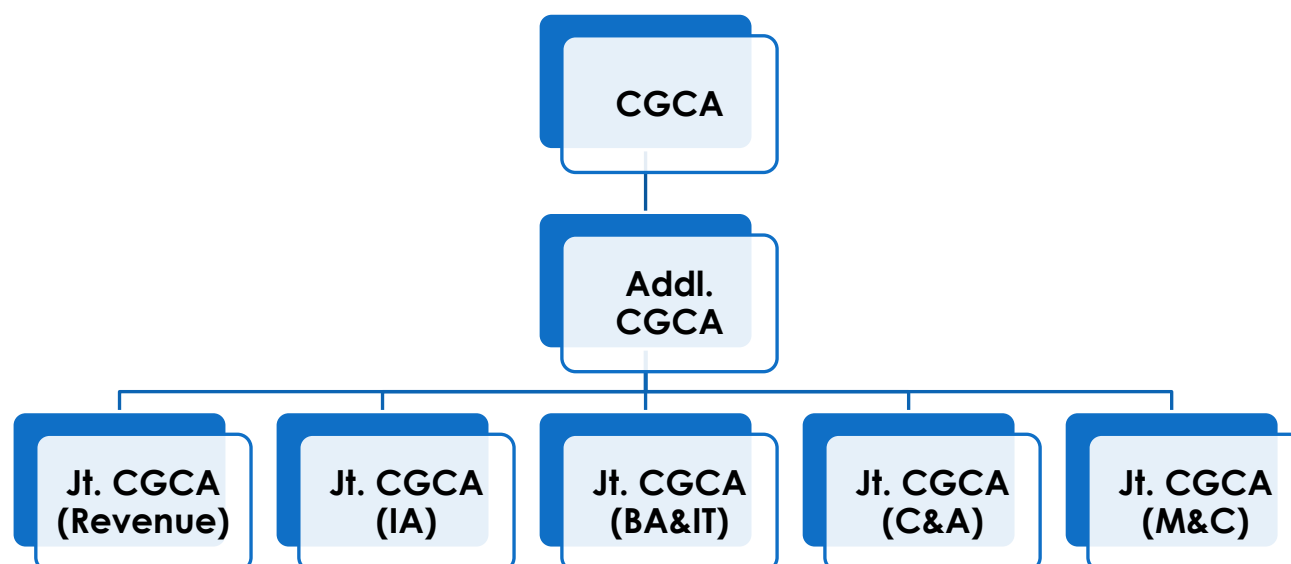 CGCA
Addl.
CGCA
Jt. CGCA
(Revenue)
Jt. CGCA
(IA)
Jt. CGCA
(BA&IT)
Jt. CGCA
(C&A)
Jt. CGCA
(M&C)